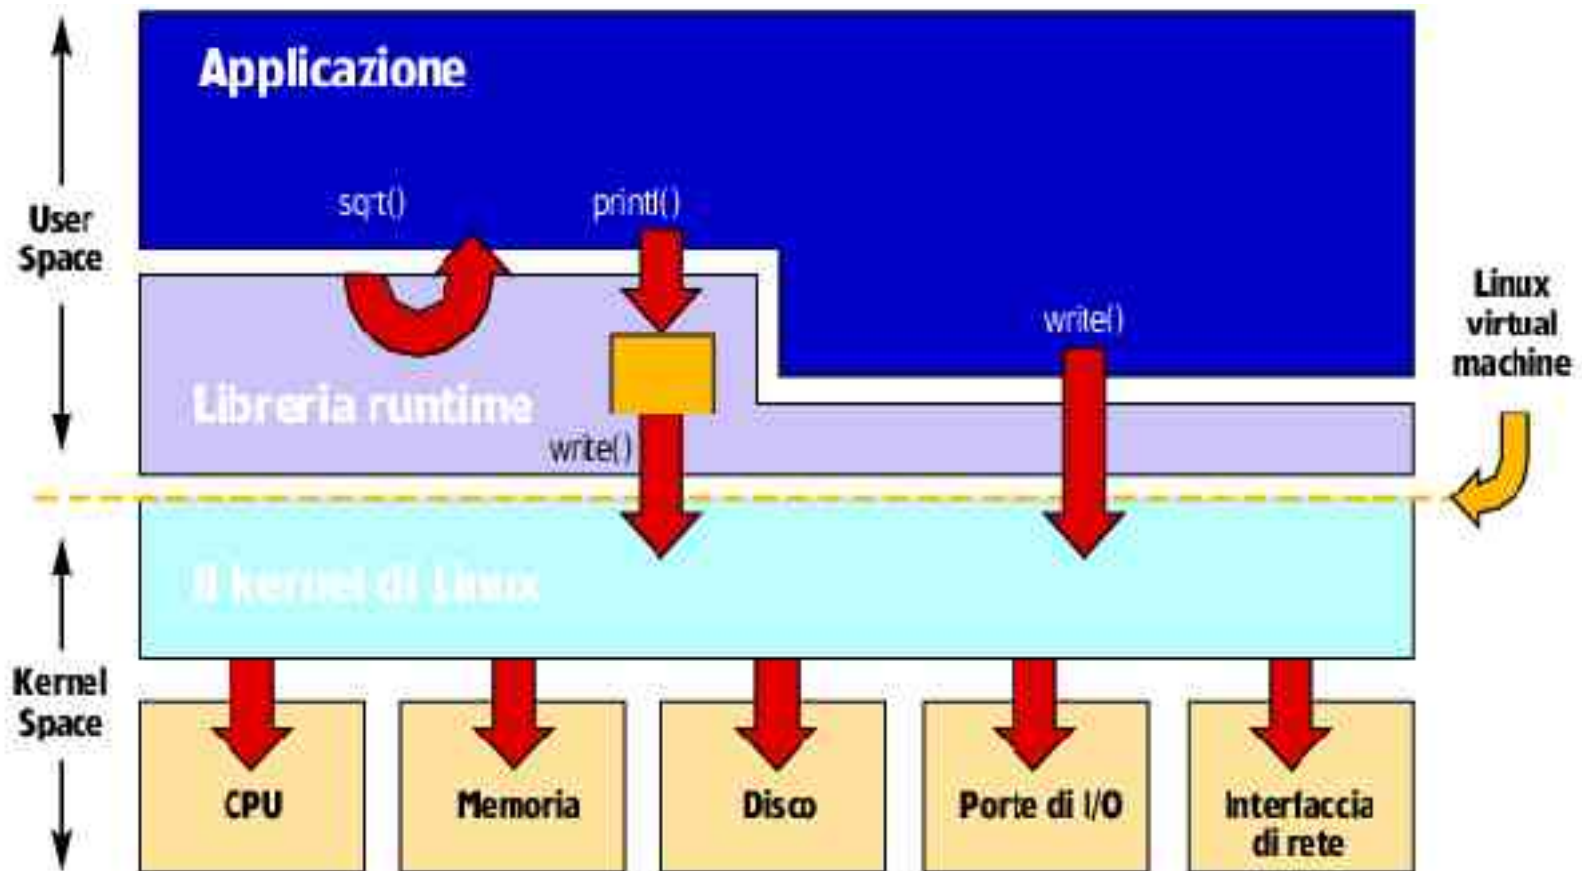 Applicazione
sqrt()
printf()
User
Space
write()
Linux
virtual
machine
Libreria runtime
write()
Il kernel di Linux
Kernel
Space
CPU
Memoria
Disco
Porte di I/O
Interfaccia
di rete